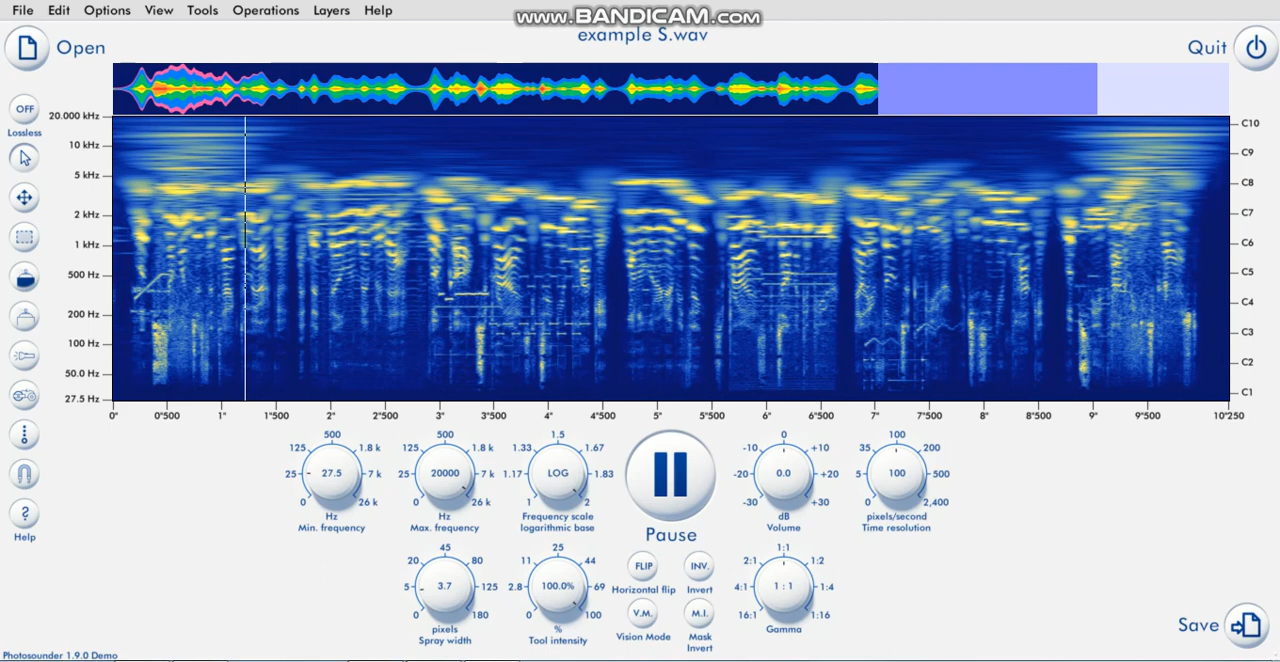 File Edit Options View Tools Operations Layers Help
www.BANDICAM.com
example S.wav
Open
Quit
OFF
Lossless
20.000 kHz
10 kHz
5 kHz
2 kHz
1 kHz
500 Hz
200 Hz
100 Hz
50.0 Hz
27.5 Hz
C10
C9
C8
C7
C6
C5
C4
C3
C2
C1
0" 0"500 1" 1"500 2" 2"500 3" 3"500 4" 4"500 5" 5"500 6" 6"500 7" 7"500 8" 8"500 9" 9"500 10"250
?
Help
500
125 1.8 k
25 27.5 7 k
0 26 k
Hz
Min. frequency
500
125 1.8 k
25 20000 7 k
0 26 k
Hz
Max. frequency
1.5
1.33 1.67
1.17 LOG 1.83
1 2
Frequency scale
logarithmic base
Pause
0
-10 +10
-20 0.0 +20
-30 +30
dB
Volume
100
35 200
5 100 500
0 2,400
pixels/second
Time resolution
45
20 80
5 3.7 125
0 180
pixels
Spray width
25
11 44
2.8 100.0% 69
0 100
%
Tool intensity
FLIP
Horizontal flip
INV.
Invert
V.M.
Vision Mode
M.I.
Mask
Invert
1:1
2:1 1:2
4:1 1 : 1 1:4
16:1 1:16
Gamma
Save
Photosounder 1.9.0 Demo